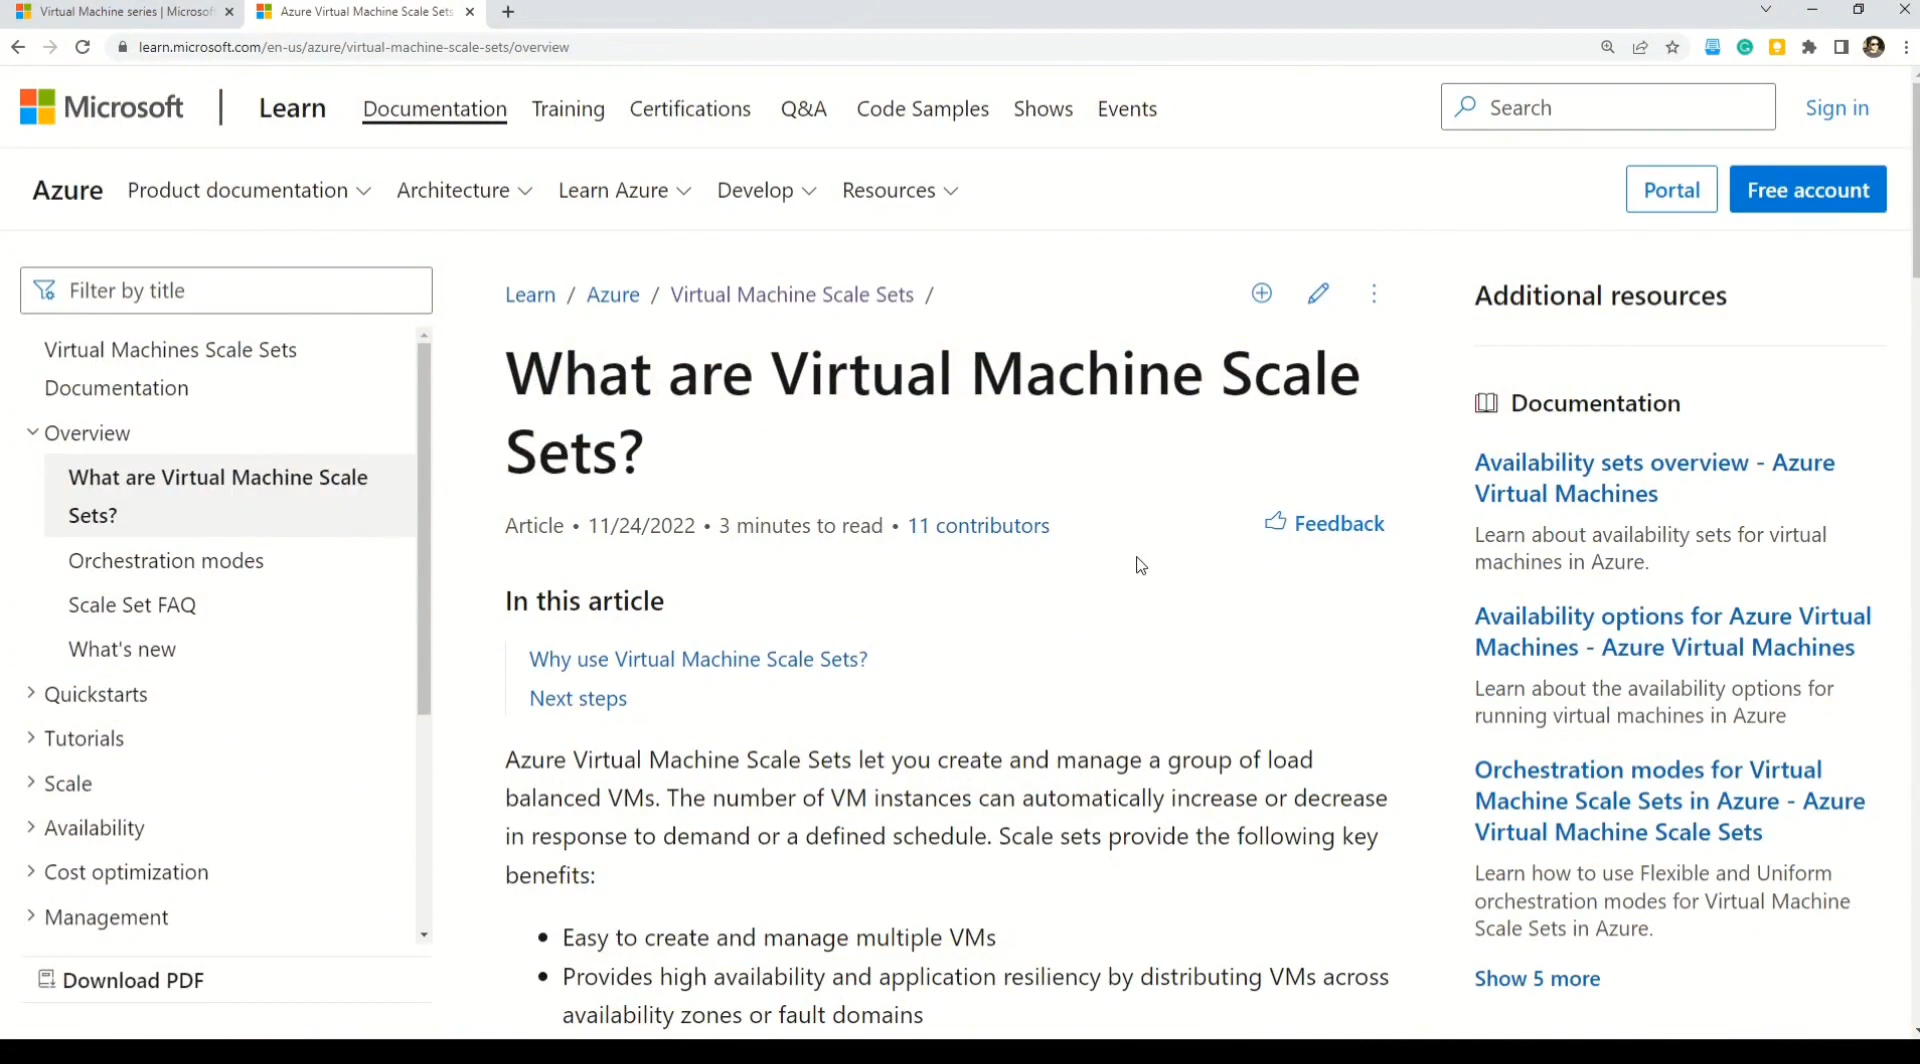 Virtual Machine series | Microsof
Azure Virtual Machine Scale Sets
learn.microsoft.com/en-us/azure/virtual-machine-scale-sets/overview
Microsoft
Learn
Documentation
Training
Certifications
Q&A
Code Samples
Shows
Events
Search
Sign in
Azure
Product documentation
Architecture
Learn Azure
Develop
Resources
Portal
Free account
Filter by title
Virtual Machines Scale Sets
Documentation
Overview
What are Virtual Machine Scale
Sets?
Orchestration modes
Scale Set FAQ
What's new
Quickstarts
Tutorials
Scale
Availability
Cost optimization
Management
Download PDF
Learn / Azure / Virtual Machine Scale Sets /
What are Virtual Machine Scale
Sets?
Article • 11/24/2022 • 3 minutes to read • 11 contributors
Feedback
In this article
Why use Virtual Machine Scale Sets?
Next steps
Azure Virtual Machine Scale Sets let you create and manage a group of load
balanced VMs. The number of VM instances can automatically increase or decrease
in response to demand or a defined schedule. Scale sets provide the following key
benefits:
• Easy to create and manage multiple VMs
• Provides high availability and application resiliency by distributing VMs across
availability zones or fault domains
Additional resources
Documentation
Availability sets overview - Azure
Virtual Machines
Learn about availability sets for virtual
machines in Azure.
Availability options for Azure Virtual
Machines - Azure Virtual Machines
Learn about the availability options for
running virtual machines in Azure
Orchestration modes for Virtual
Machine Scale Sets in Azure - Azure
Virtual Machine Scale Sets
Learn how to use Flexible and Uniform
orchestration modes for Virtual Machine
Scale Sets in Azure.
Show 5 more